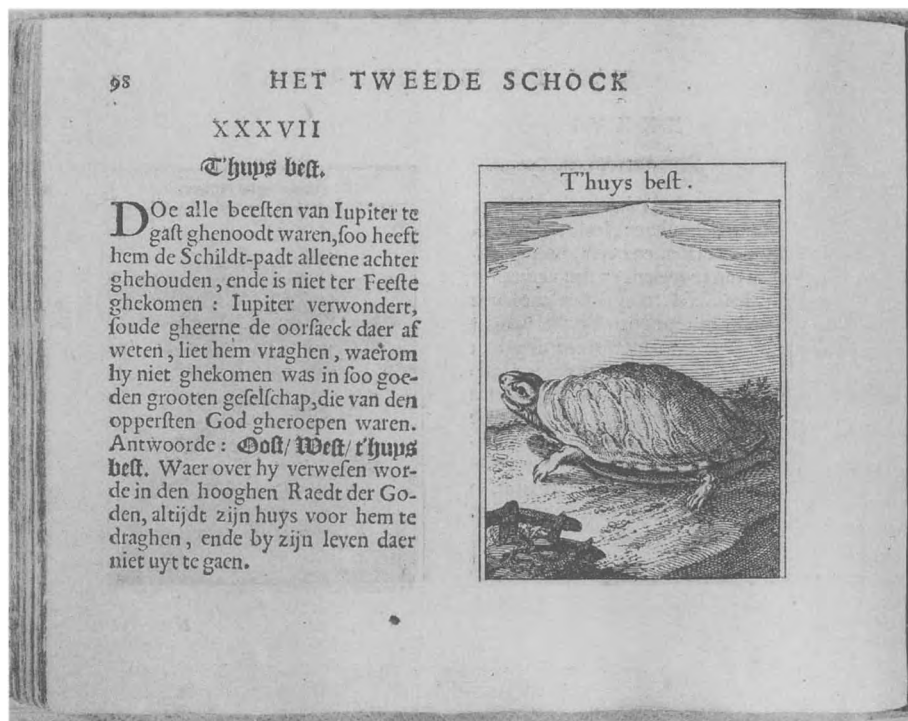 98 HET TWEEDE SCHOCK
XXXVII
T'huys best.
DOe alle beesten van Iupiter te
gast ghenoodt waren, soo heeft
hem de Schildt-padt alleene achter
ghehouden, ende is niet ter Feeste
ghekomen : Iupiter verwondert,
soude gheerne de oorsaeck daer af
weten, liet hem vraghen, waerom
hy niet ghekomen was in soo goe-
den grooten geselschap, die van den
oppersten God gheroepen waren.
Antwoorde : Oost/ West/ t'huys
best. Waer over hy verwesen wor-
de in den hooghen Raedt der Go-
den, altijdt zijn huys voor hem te
draghen, ende by zijn leven daer
niet uyt te gaen.
T'huys best.